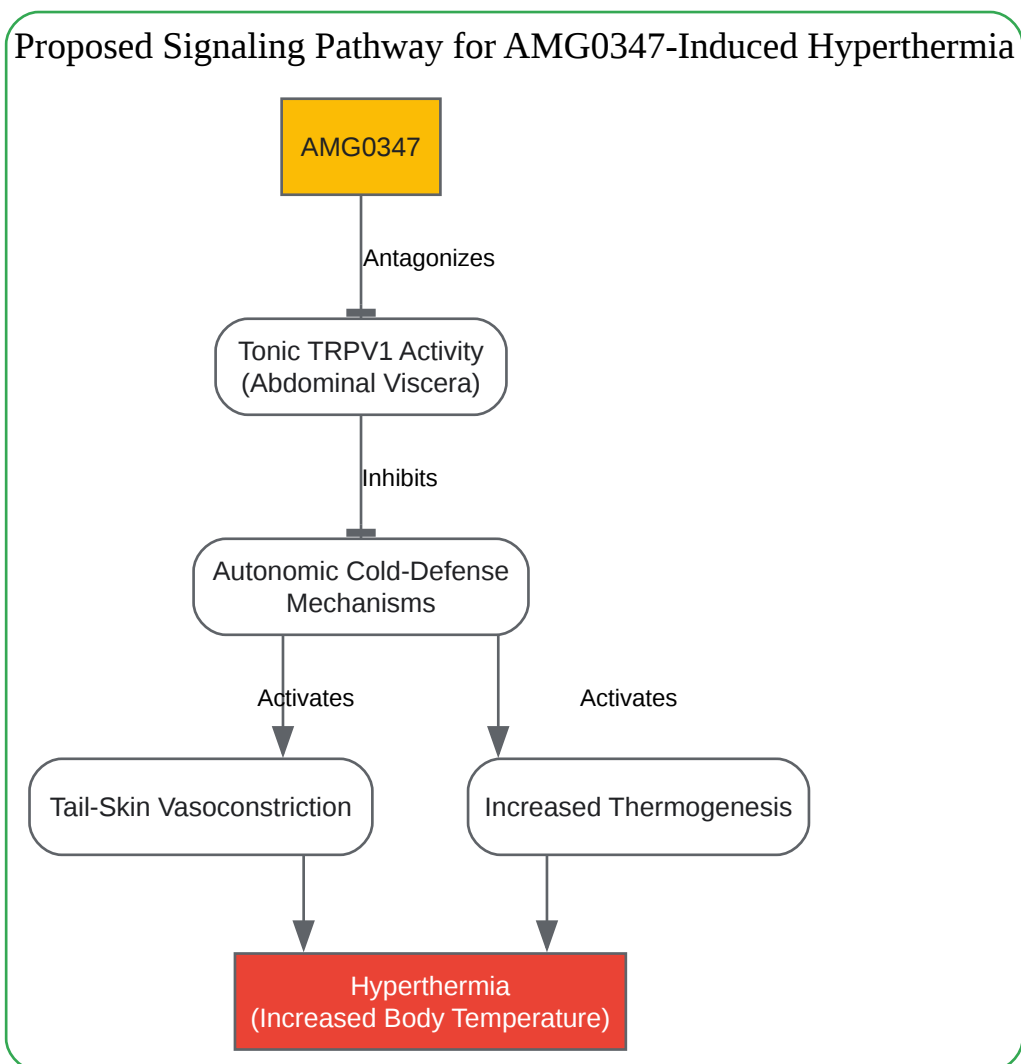 Proposed Signaling Pathway for AMG0347-Induced Hyperthermia
AMG0347
Antagonizes
Tonic TRPV1 Activity
(Abdominal Viscera)
Inhibits
Autonomic Cold-Defense
Mechanisms
Activates
Activates
Tail-Skin Vasoconstriction
Increased Thermogenesis
Hyperthermia
(Increased Body Temperature)